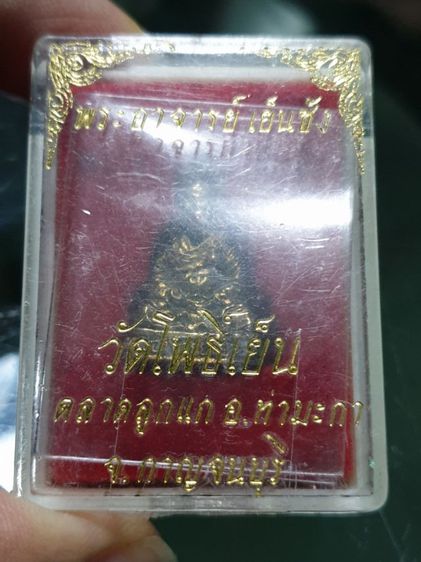 พระอาจารย์เย็นซัง
วัดโพธิ์เย็น
ตลาดลูกแก อ.ท่ามะกา
จ.กาญจนบุรี